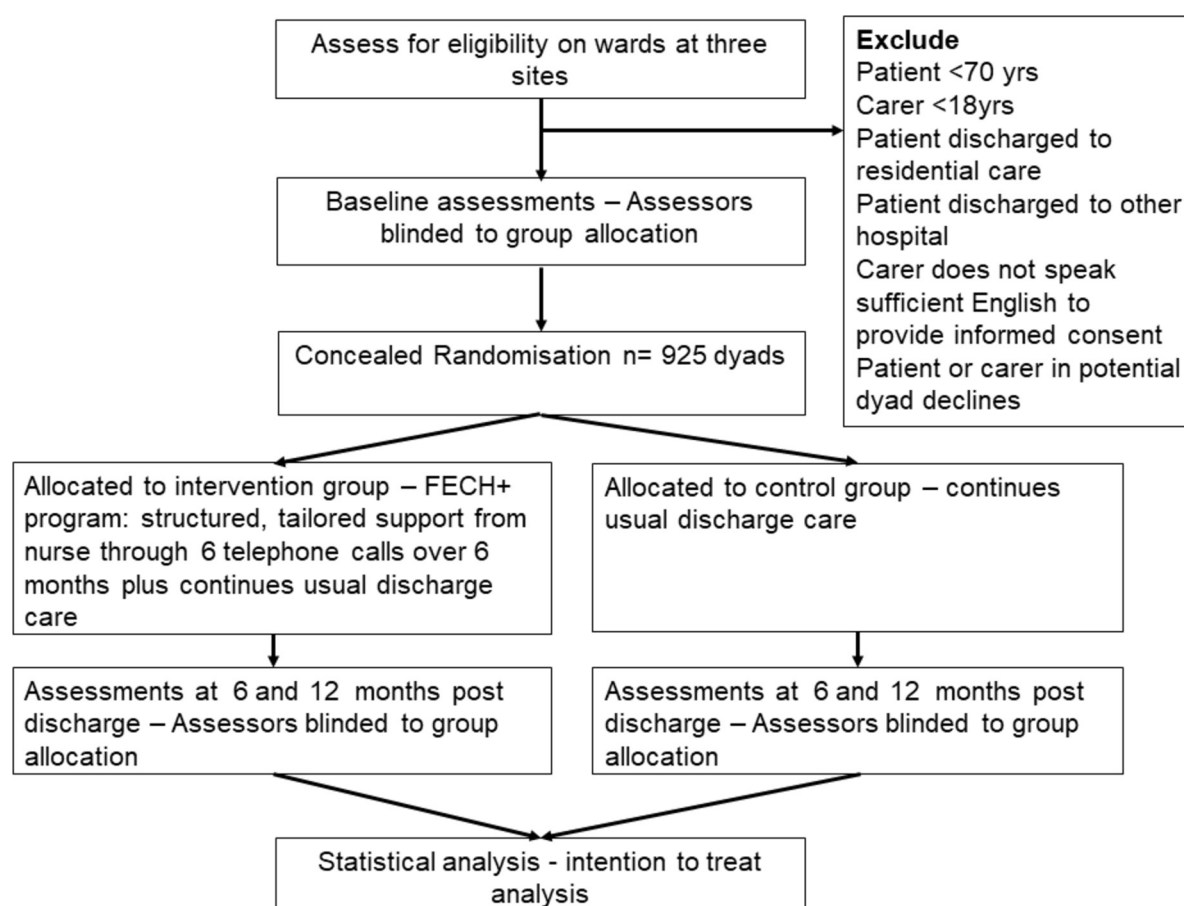 Assess for eligibility on wards at three
sites
Exclude
Patient <70 yrs
Carer <18yrs
Patient discharged to
residential care
Patient discharged to other
hospital
Carer does not speak
sufficient English to
provide informed consent
Patient or carer in potential
dyad declines
Baseline assessments – Assessors
blinded to group allocation
Concealed Randomisation n= 925 dyads
Allocated to intervention group – FECH+
program: structured, tailored support from
nurse through 6 telephone calls over 6
months plus continues usual discharge
care
Allocated to control group – continues
usual discharge care
Assessments at 6 and 12 months post
discharge – Assessors blinded to group
allocation
Assessments at 6 and 12 months post
discharge – Assessors blinded to group
allocation
Statistical analysis - intention to treat
analysis